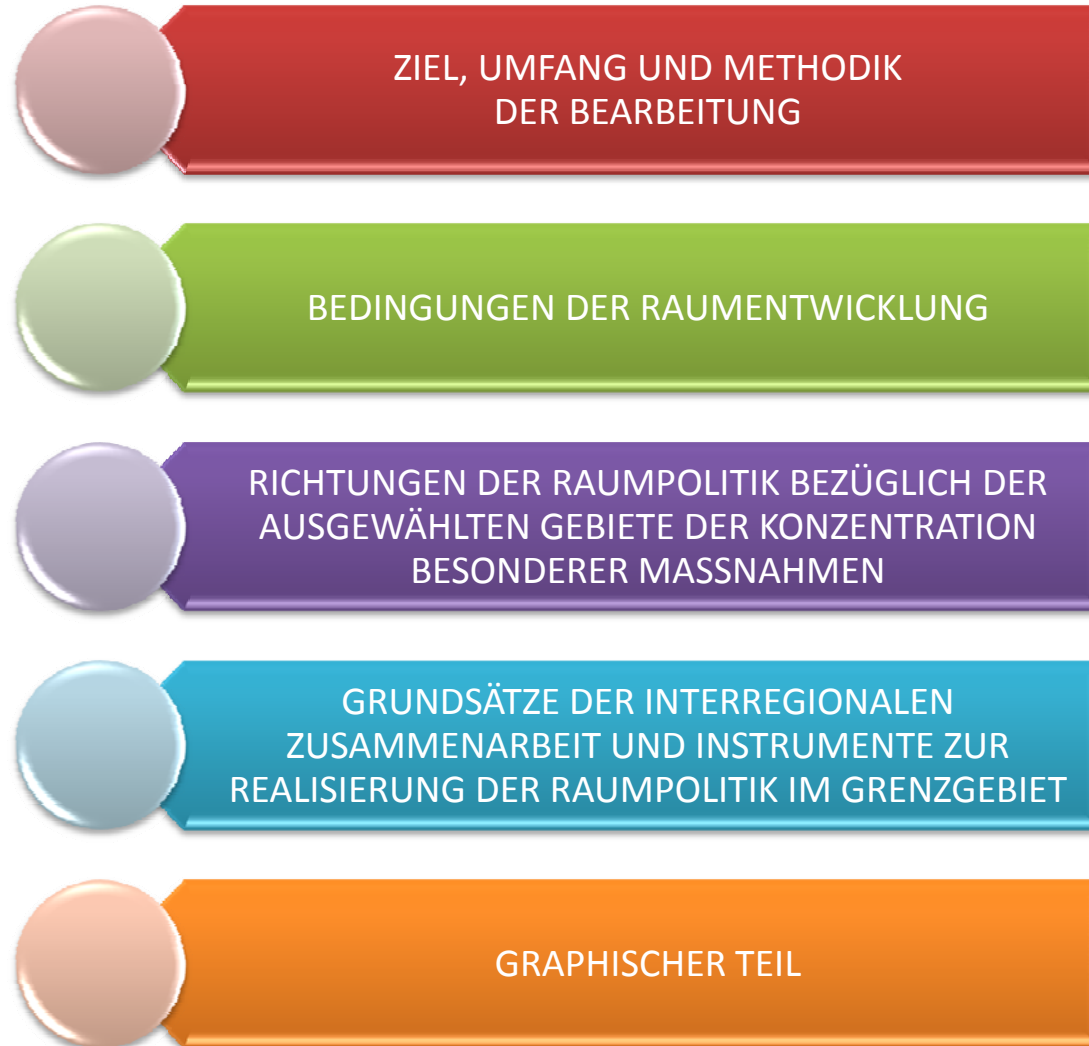 ZIEL, UMFANG UND METHODIK
DER BEARBEITUNG
BEDINGUNGEN DER RAUMENTWICKLUNG
RICHTUNGEN DER RAUMPOLITIK BEZÜGLICH DER
AUSGEWÄHLTEN GEBIETE DER KONZENTRATION
BESONDERER MASSNAHMEN
GRUNDSÄTZE DER INTERREGIONALEN
ZUSAMMENARBEIT UND INSTRUMENTE ZUR
REALISIERUNG DER RAUMPOLITIK IM GRENZGEBIET
GRAPHISCHER TEIL